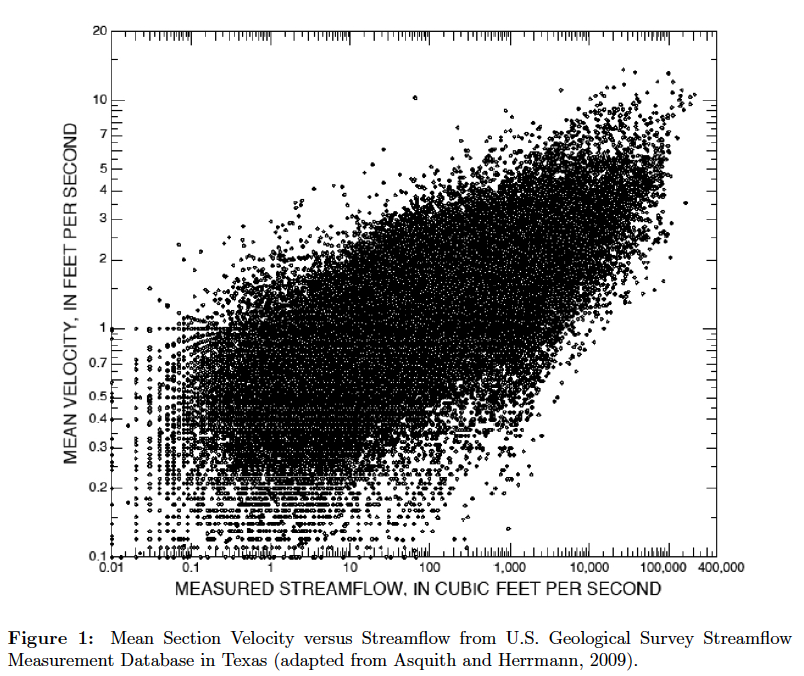 20
10
7
5
4
3
2
1
0.7
0.5
0.4
0.3
0.2
0.1
MEAN VELOCITY, IN FEET PER SECOND
0.01 0.1 1 10 100 1,000 10,000 100,000 400,000
MEASURED STREAMFLOW, IN CUBIC FEET PER SECOND
Figure 1: Mean Section Velocity versus Streamflow from U.S. Geological Survey Streamflow
Measurement Database in Texas (adapted from Asquith and Herrmann, 2009).